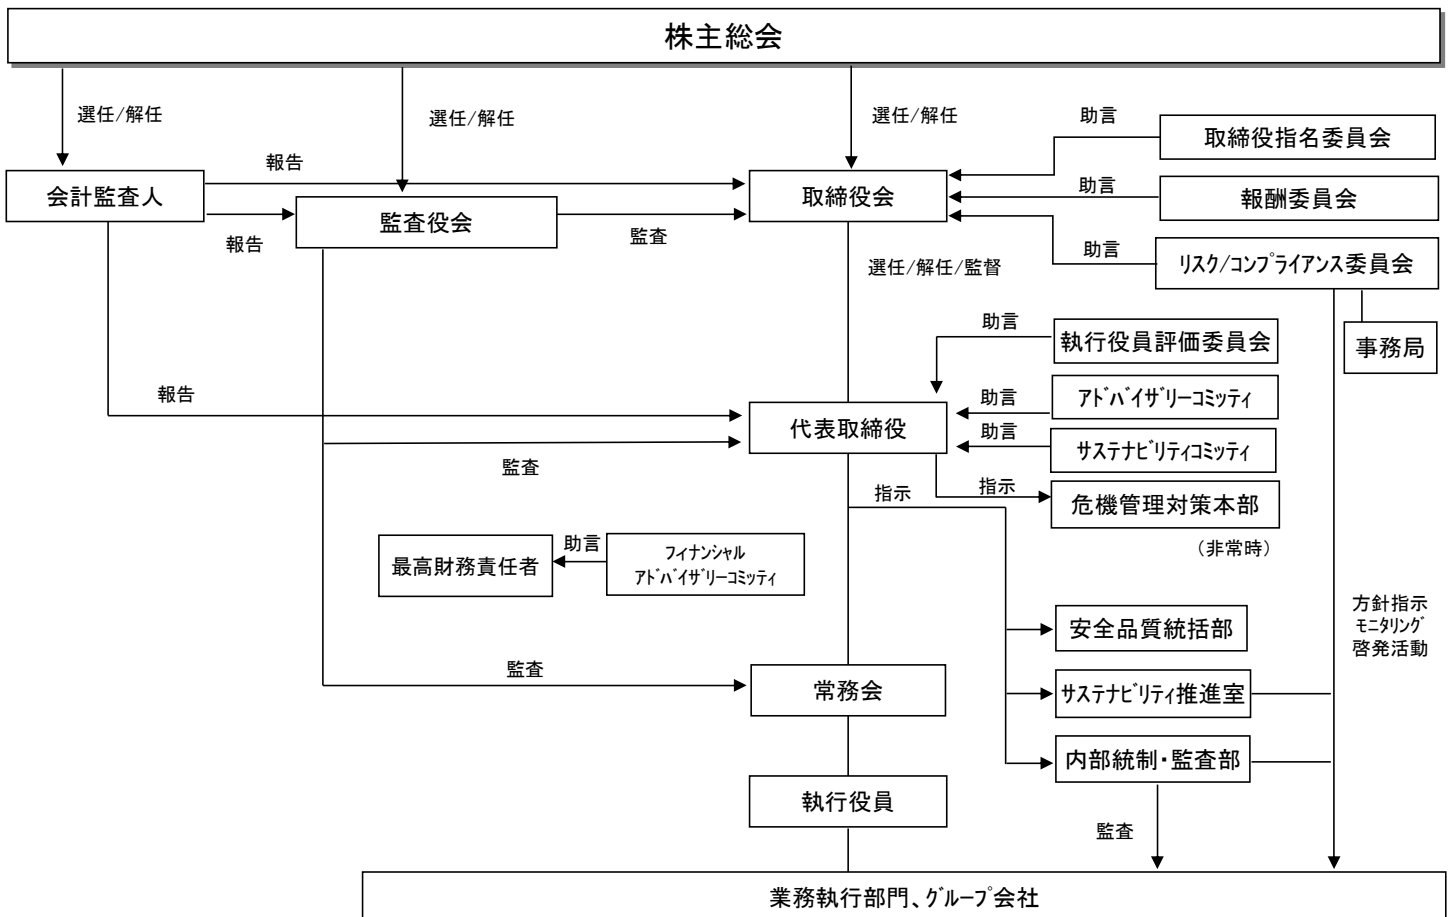 株主総会
選任/解任
選任/解任
選任/解任
助言
取締役指名委員会
報告
会計監査人
取締役会
助言
報酬委員会
監査役会
報告
監査
助言
選任/解任/監督
ﾘｽｸ/ｺﾝﾌﾟﾗｲｱﾝｽ委員会
助言
執行役員評価委員会
事務局
報告
助言
ｱﾄﾞﾊﾞｲｻﾞﾘｰｺﾐｯﾃｨ
代表取締役
助言
ｻｽﾃﾅﾋﾞﾘﾃｨｺﾐｯﾃｨ
監査
指示
指示
危機管理対策本部
（非常時）
最高財務責任者
助言
ﾌｨﾅﾝｼｬﾙ
ｱﾄﾞﾊﾞｲｻﾞﾘｰｺﾐｯﾃｨ
方針指示
ﾓﾆﾀﾘﾝｸﾞ
啓発活動
安全品質統括部
監査
常務会
ｻｽﾃﾅﾋﾞﾘﾃｨ推進室
内部統制・監査部
執行役員
監査
業務執行部門、ｸﾞﾙｰﾌﾟ会社